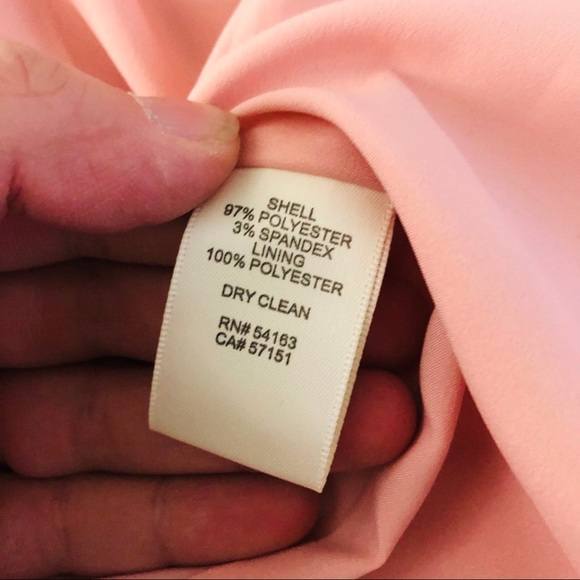 SHELL
97% POLYESTER
3% SPANDEX
LINING
100% POLYESTER
DRY CLEAN
RN# 54163
CA# 57151